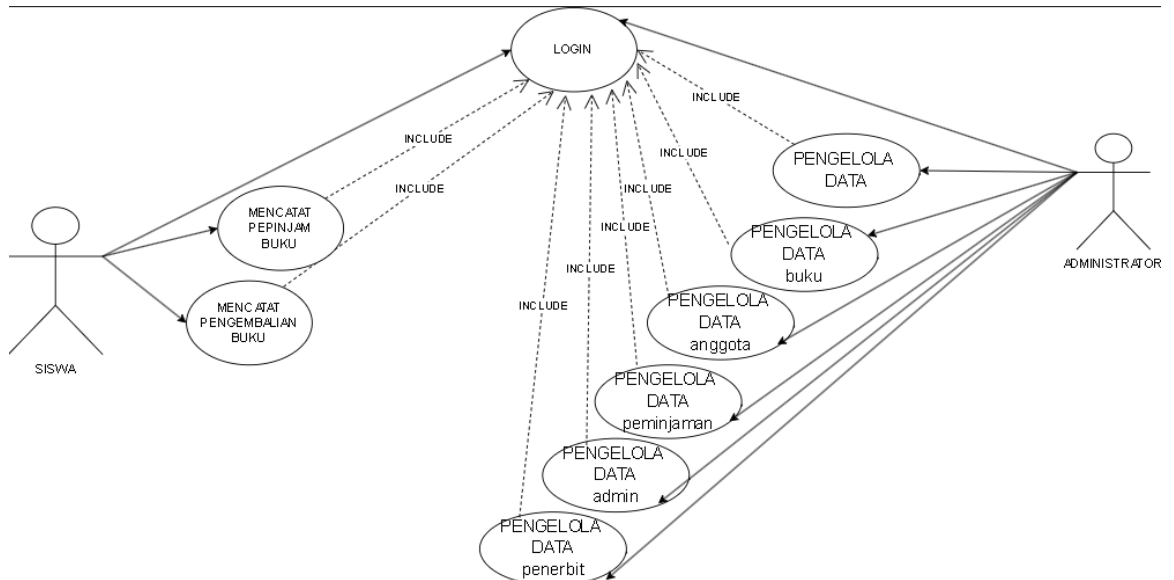 LOGIN
INCLUDE
INCLUDE
INCLUDE
INCLUDE
INCLUDE
INCLUDE
INCLUDE
INCLUDE
PENGELOLA
DATA
MENCATAT
PEPINJAM
BUKU
PENGELOLA
DATA
buku
ADMINISTRATOR
MENCATAT
PENGEMBALIAN
BUKU
PENGELOLA
DATA
anggota
SISWA
PENGELOLA
DATA
peminjaman
PENGELOLA
DATA
admin
PENGELOLA
DATA
penerbit